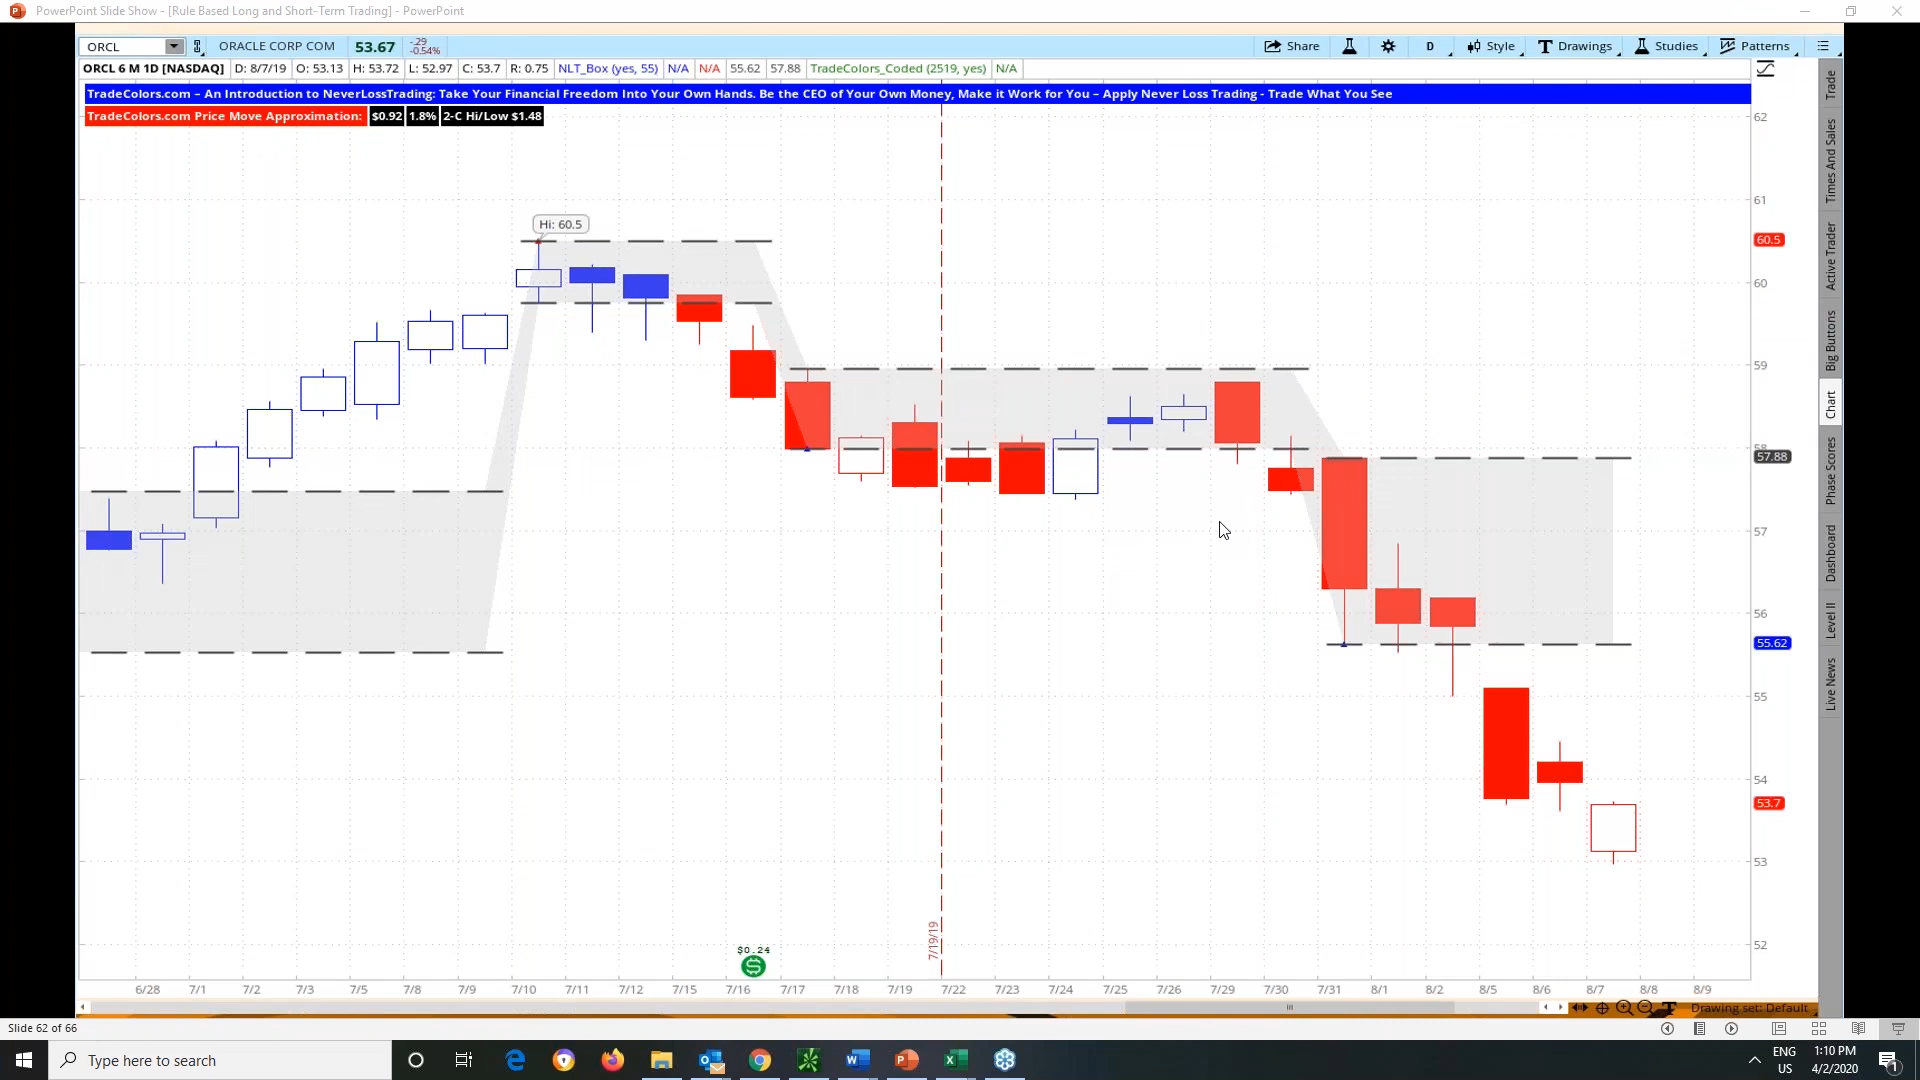 PowerPoint Slide Show - [Rule Based Long and Short-Term Trading] - PowerPoint
ORCL ORACLE CORP COM 53.67 -.29 -0.54% Share D Style Drawings Studies Patterns
ORCL 6 M 1D [NASDAQ] D: 8/7/19 O: 53.13 H: 53.72 L: 52.97 C: 53.7 R: 0.75 NLT_Box (yes, 55) N/A N/A 55.62 57.88 TradeColors_Coded (2519, yes) N/A
TradeColors.com – An Introduction to NeverLossTrading: Take Your Financial Freedom Into Your Own Hands. Be the CEO of Your Own Money, Make it Work for You – Apply Never Loss Trading - Trade What You See
TradeColors.com Price Move Approximation: $0.92 1.8% 2-C Hi/Low $1.48
Hi: 60.5
62
61
60.5
60
59
58
57.88
57
56
55.62
55
54
53.7
53
52
Trade
Times And Sales
Active Trader
Big Buttons
Chart
Phase Scores
Dashboard
Level II
Live News
7/19/19
$0.24
6/28 7/1 7/2 7/3 7/5 7/8 7/9 7/10 7/11 7/12 7/15 7/16 7/17 7/18 7/19 7/22 7/23 7/24 7/25 7/26 7/29 7/30 7/31 8/1 8/2 8/5 8/6 8/7 8/8 8/9
Drawing set: Default
Slide 62 of 66
Type here to search
ENG
US
1:10 PM
4/2/2020
1